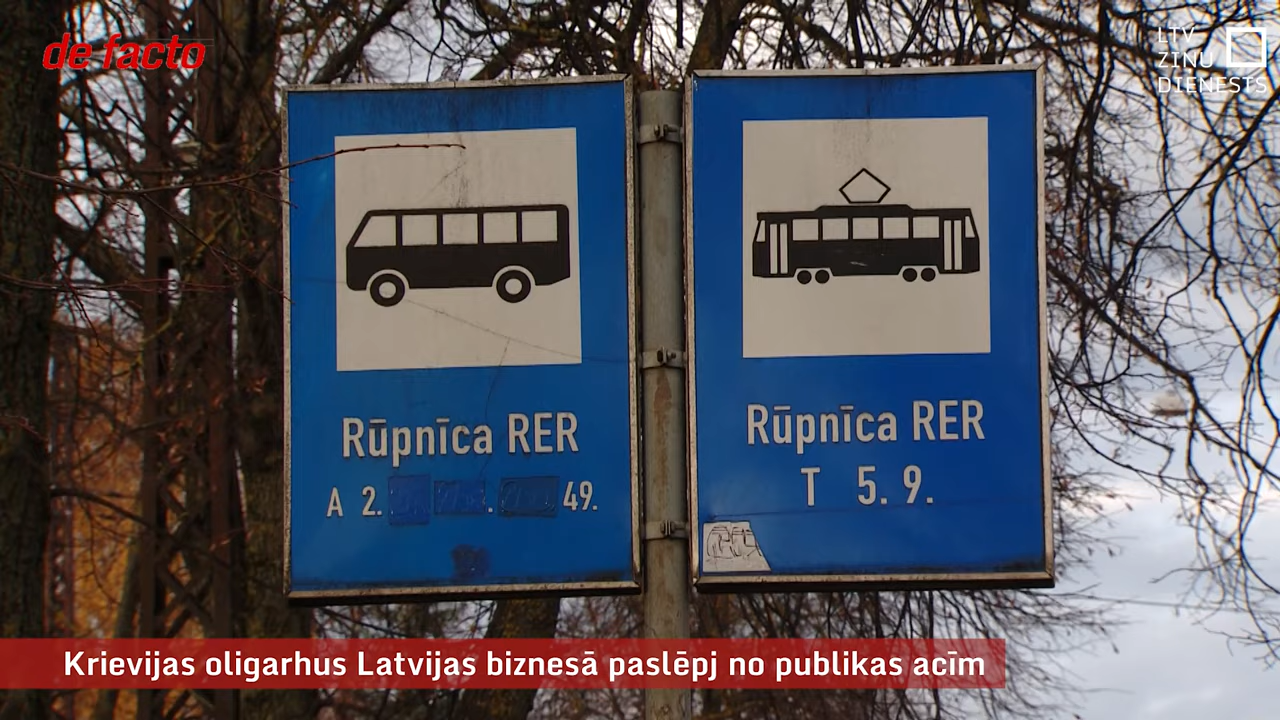 de facto
LTV
ZIŅU
DIENESTS
Rūpnīca RER
A 2. 49.
Rūpnīca RER
T 5. 9.
Krievijas oligarhus Latvijas biznesā paslēpj no publikas acīm